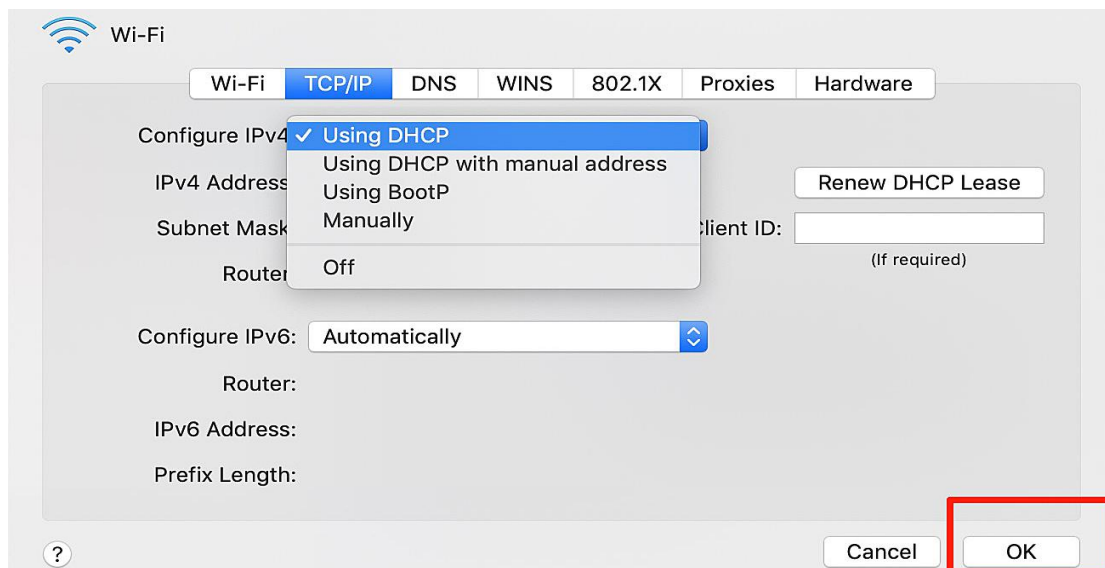 Wi-Fi
Wi-Fi TCP/IP DNS WINS 802.1X Proxies Hardware
Configure IPv4 ✓ Using DHCP
Using DHCP with manual address
IPv4 Address Renew DHCP Lease
Using BootP
Subnet Mask Manually Client ID:
(If required)
Router Off
Configure IPv6: Automatically
Router:
IPv6 Address:
Prefix Length:
? Cancel OK